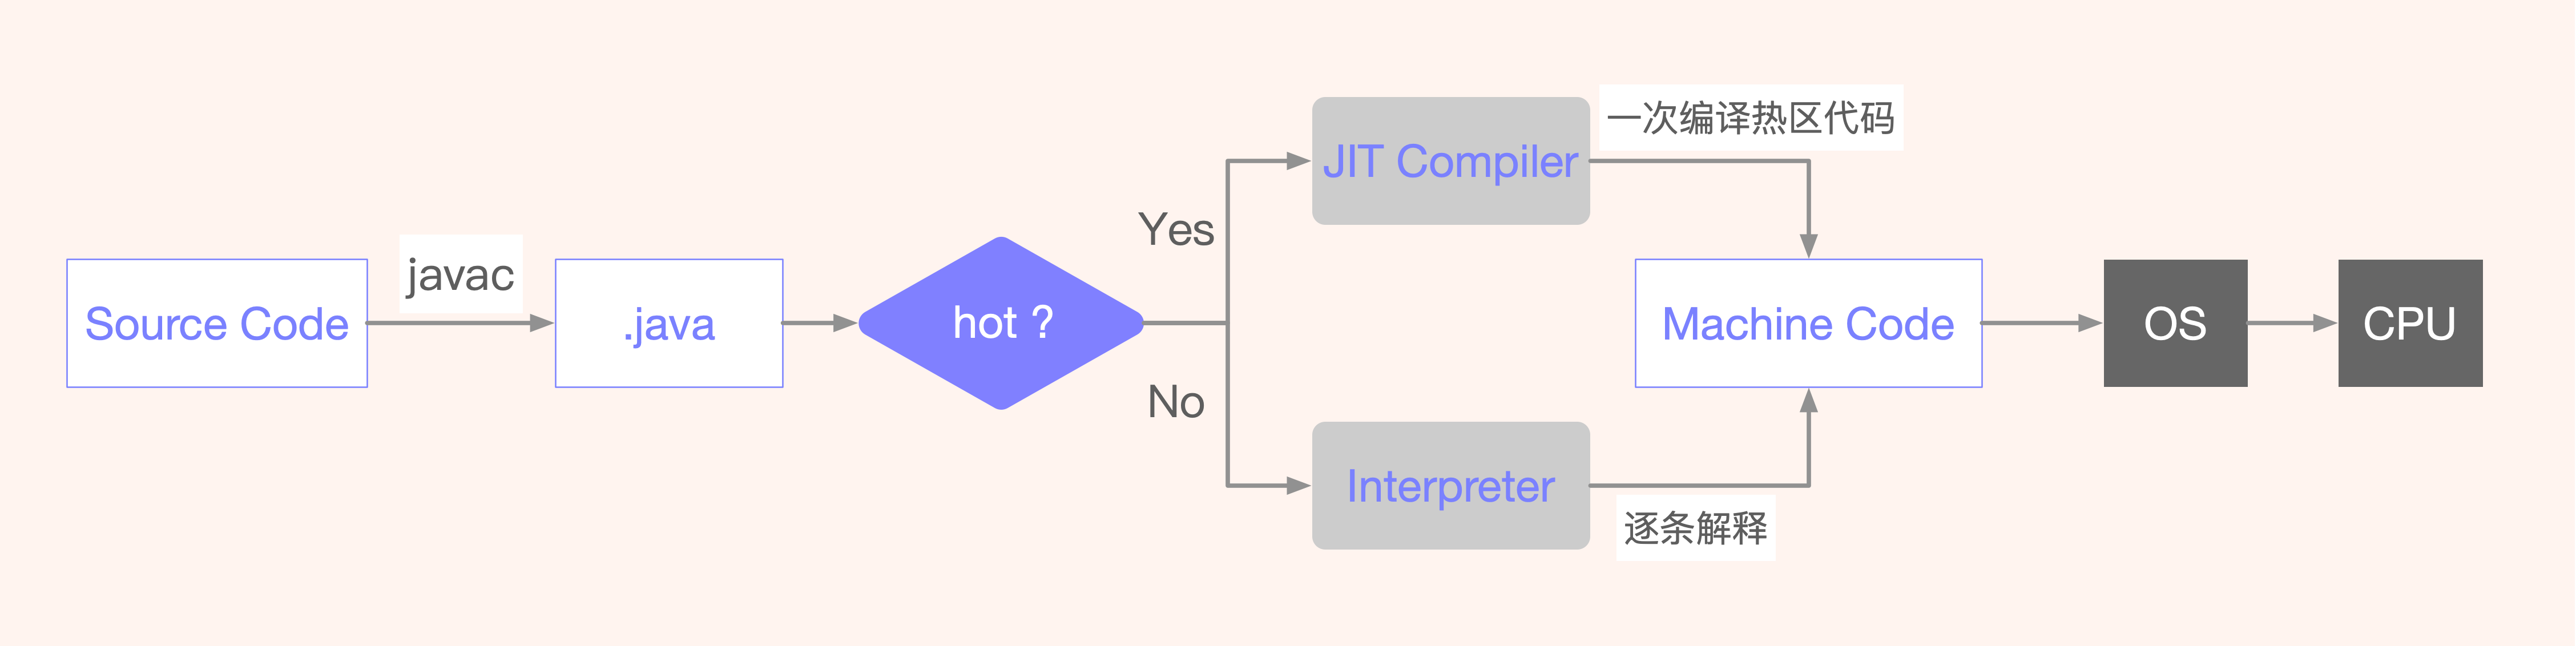 Source Code
javac
.java
hot ?
Yes
No
JIT Compiler
一次编译热区代码
Interpreter
逐条解释
Machine Code
OS
CPU